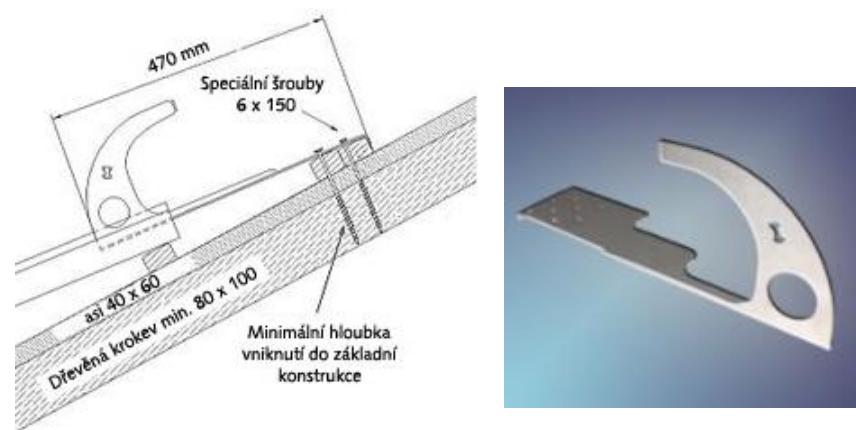 470 mm
Speciální šrouby
6 x 150
asi 40 x 60
Dřevěná krokev min. 80 x 100
Minimální hloubka
vniknutí do základní
konstrukce